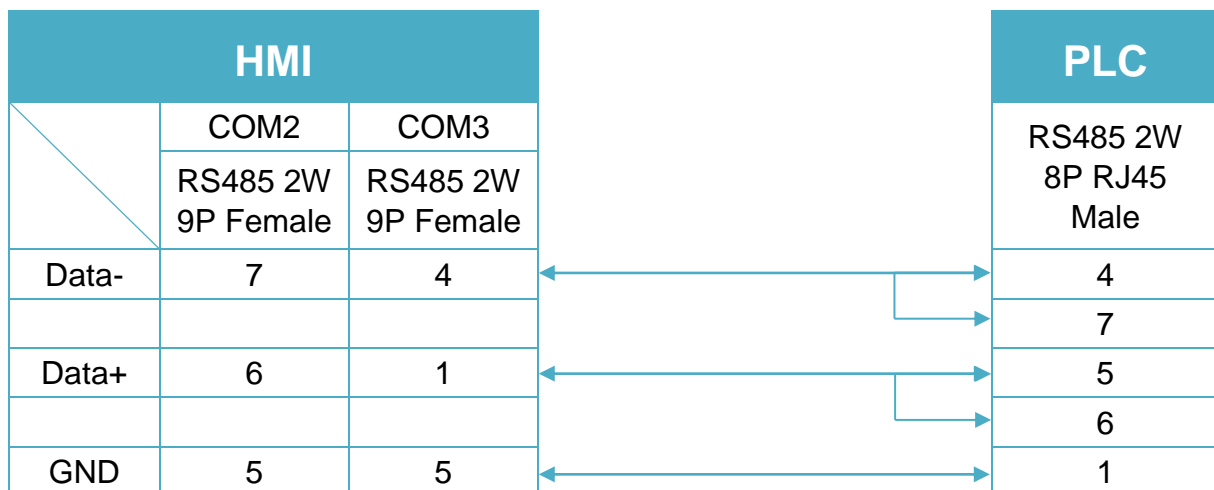 HMI PLC
COM2 COM3
RS485 2W
9P Female
RS485 2W
9P Female
RS485 2W
8P RJ45
Male
Data- 7 4 4
7
Data+ 6 1 5
6
GND 5 5 1